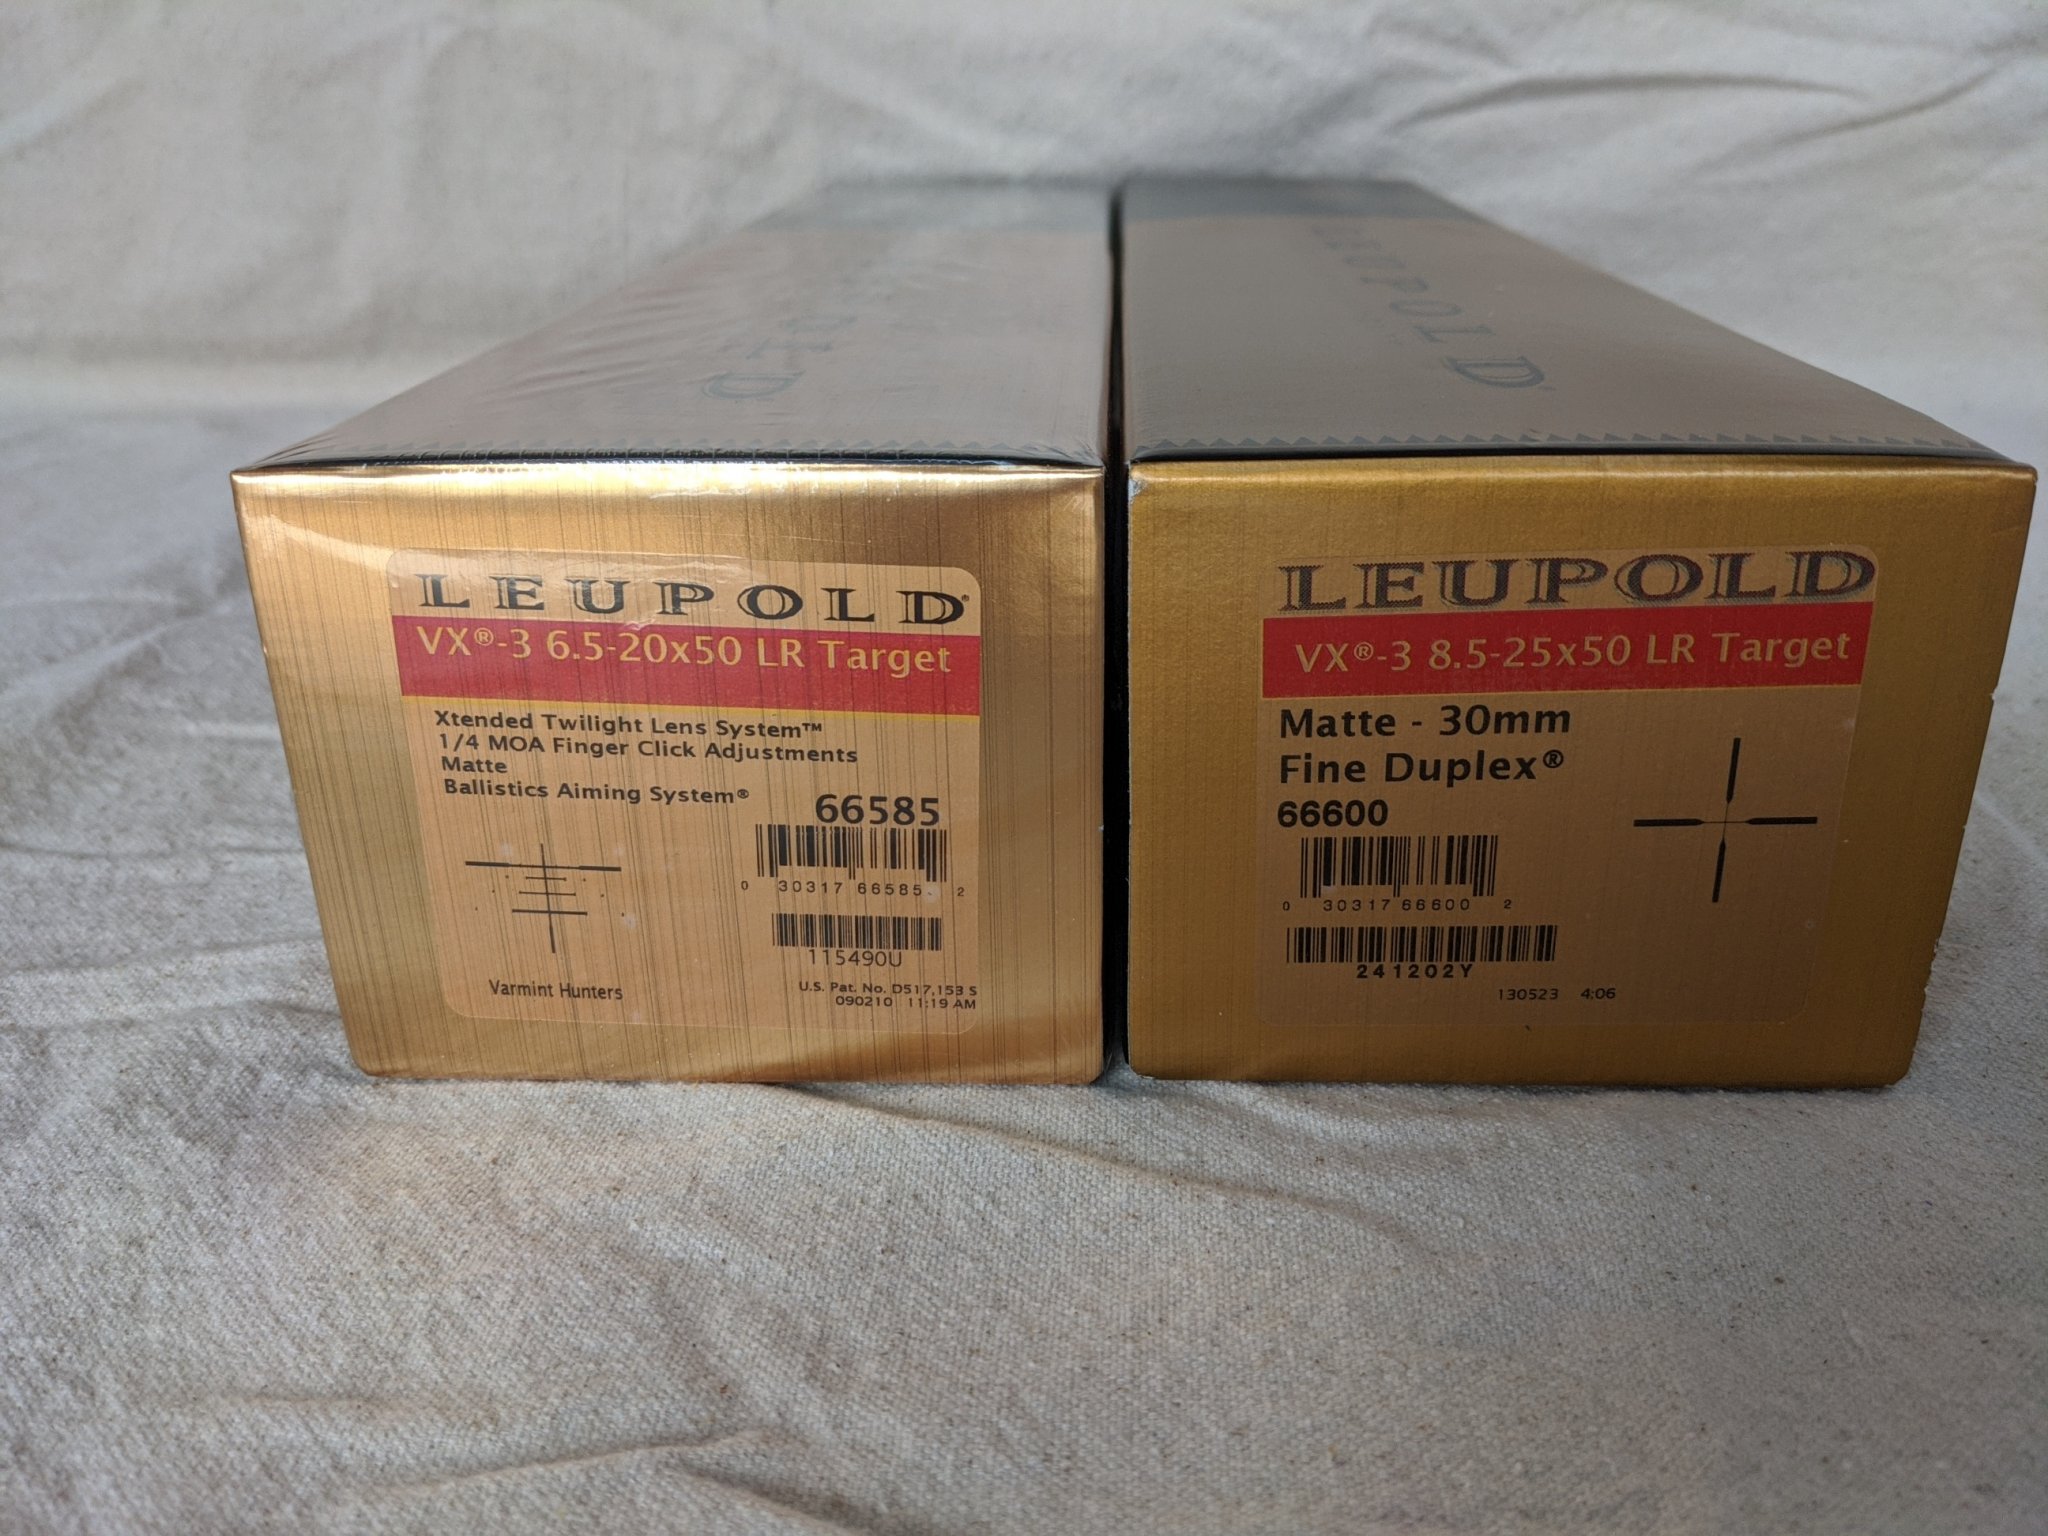 LEUPOLD
LEUPOLD®
VX®-3 6.5-20x50 LR Target
Xtended Twilight Lens System™
1/4 MOA Finger Click Adjustments
Matte
Ballistics Aiming System®
66585
0 30317 66585 2
115490U
Varmint Hunters
U.S. Pat. No. D517,153 S
090210 11:19 AM
LEUPOLD
LEUPOLD
VX®-3 8.5-25x50 LR Target
Matte - 30mm
Fine Duplex®
66600
0 30317 66600 2
241202Y
130523 4:06